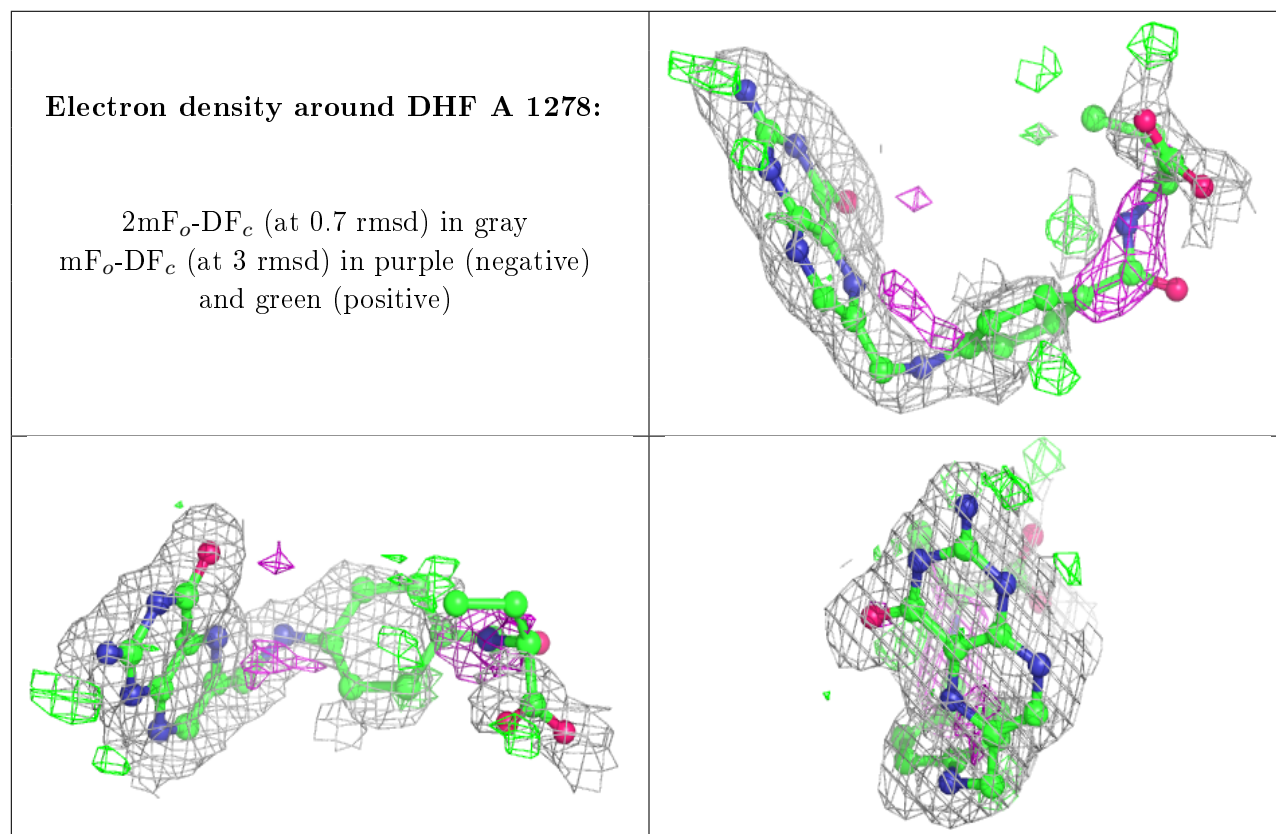 Electron density around DHF A 1278:
2mFₒ-DF𝒸 (at 0.7 rmsd) in gray
mFₒ-DF𝒸 (at 3 rmsd) in purple (negative)
and green (positive)